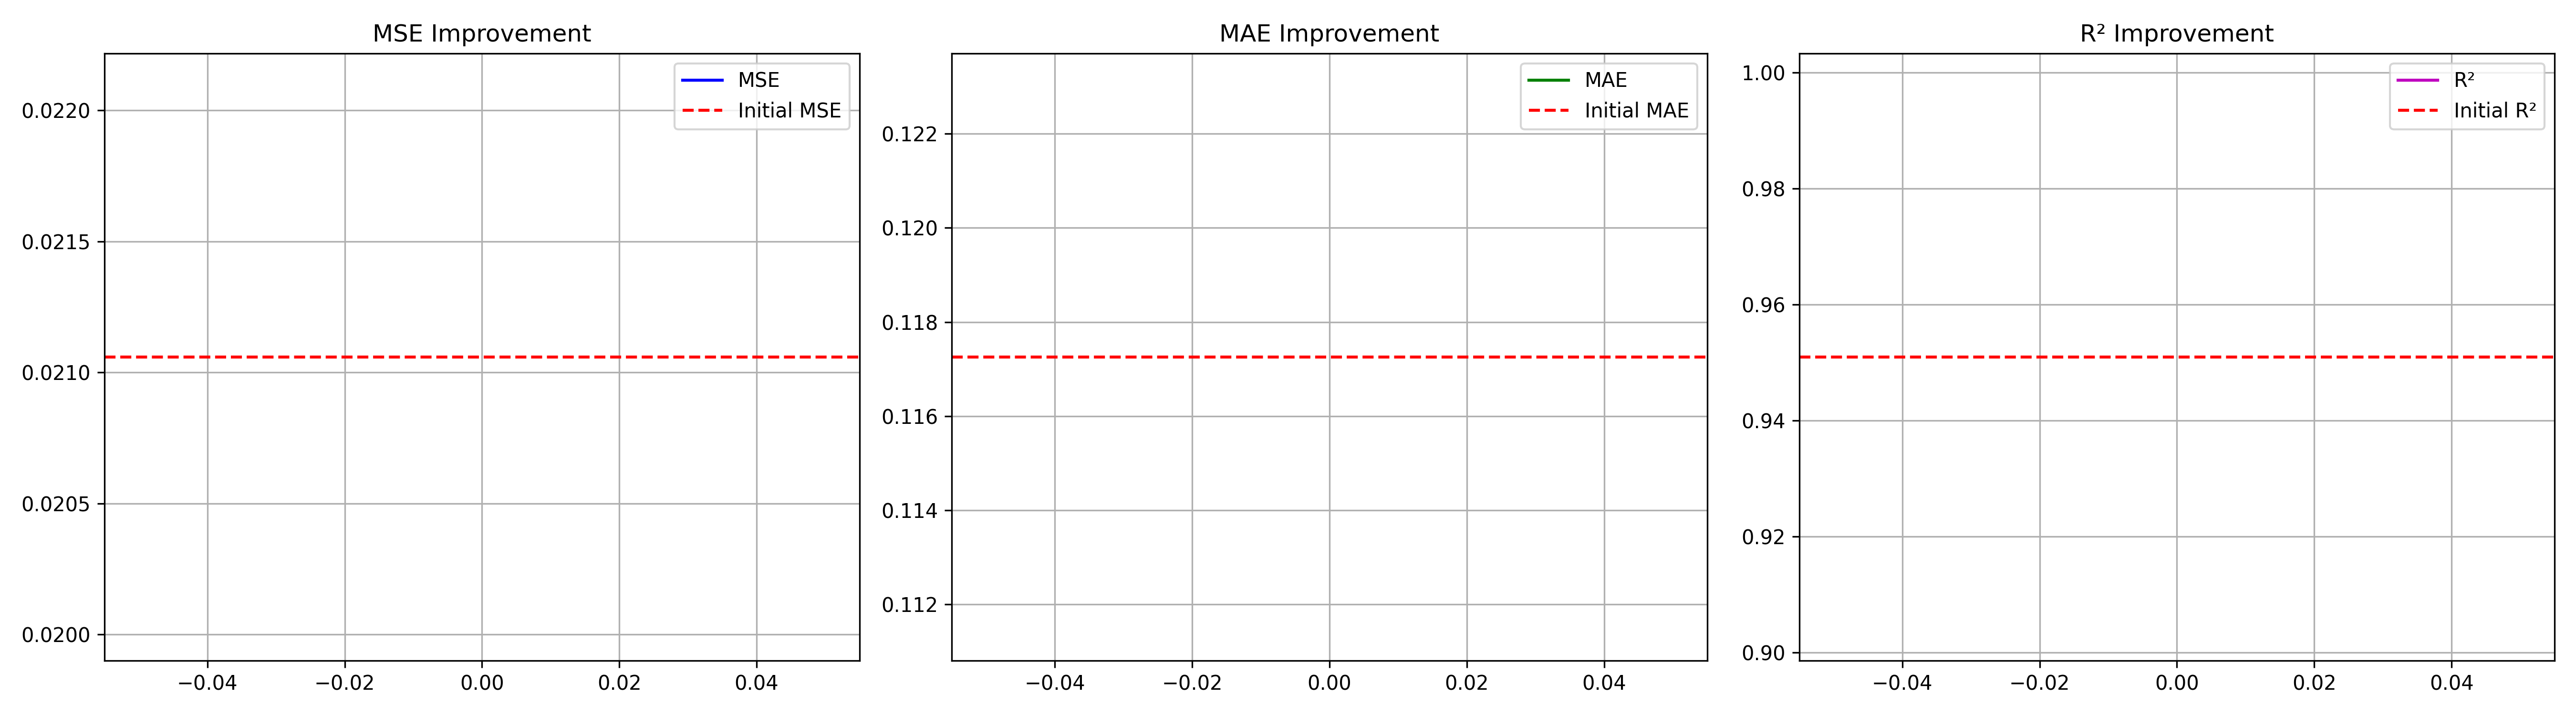 MSE Improvement
MSE
Initial MSE
0.0220
0.0215
0.0210
0.0205
0.0200
−0.04 −0.02 0.00 0.02 0.04
MAE Improvement
MAE
Initial MAE
0.122
0.120
0.118
0.116
0.114
0.112
−0.04 −0.02 0.00 0.02 0.04
R² Improvement
R²
Initial R²
1.00
0.98
0.96
0.94
0.92
0.90
−0.04 −0.02 0.00 0.02 0.04